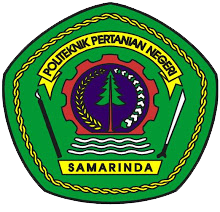 POLITEKNIK PERTANIAN NEGERI
SAMARINDA